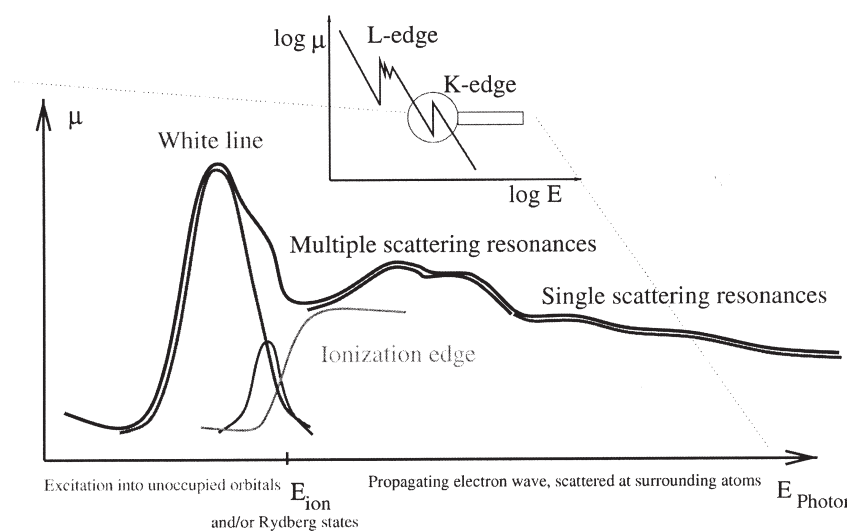 log μ
L-edge
K-edge
log E
μ
White line
Multiple scattering resonances
Single scattering resonances
Ionization edge
Excitation into unoccupied orbitals
E ion
Propagating electron wave, scattered at surrounding atoms
E Photon
and/or Rydberg states